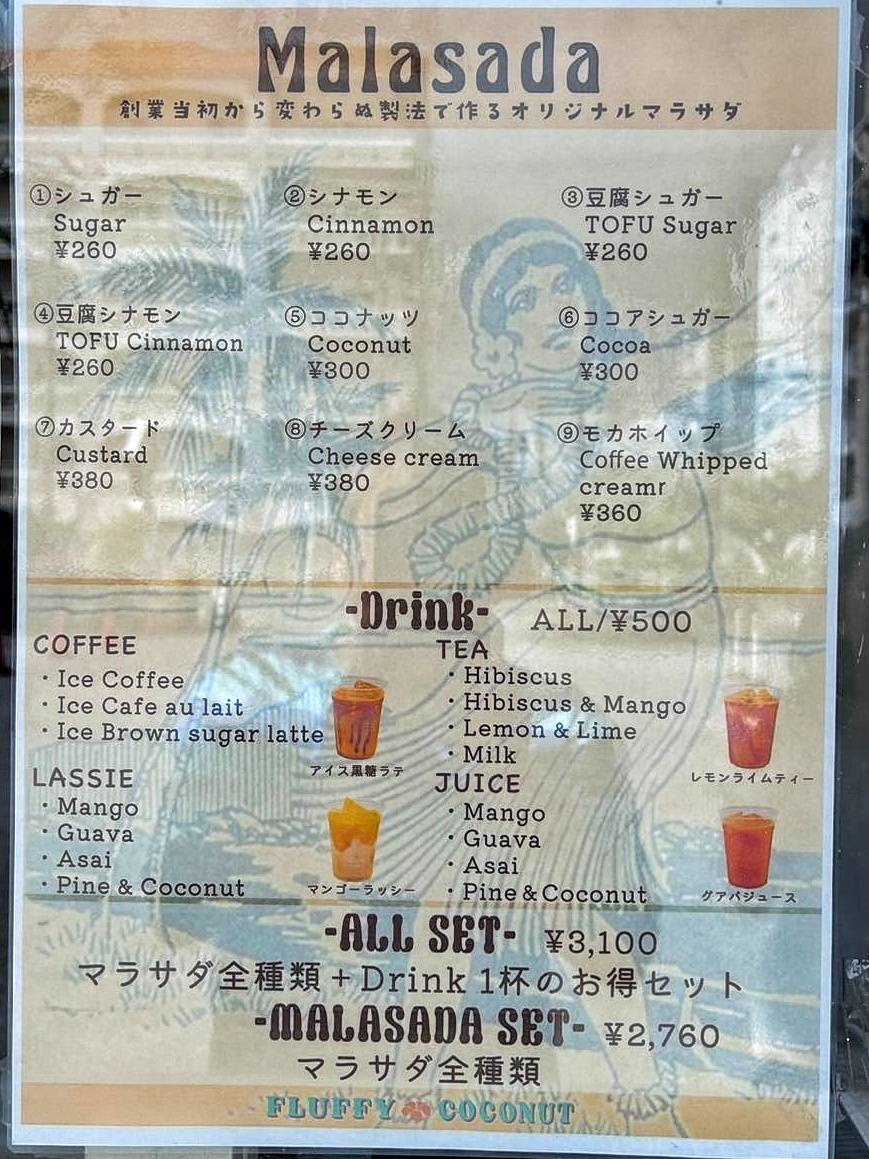 Malasada
創業当初から変わらぬ製法で作るオリジナルマラサダ
①シュガー
Sugar
¥260
②シナモン
Cinnamon
¥260
③豆腐シュガー
TOFU Sugar
¥260
④豆腐シナモン
TOFU Cinnamon
¥260
⑤ココナッツ
Coconut
¥300
⑥ココアシュガー
Cocoa
¥300
⑦カスタード
Custard
¥380
⑧チーズクリーム
Cheese cream
¥380
⑨モカホイップ
Coffee Whipped
creamr
¥360
-Drink- ALL/¥500
COFFEE
・Ice Coffee
・Ice Cafe au lait
・Ice Brown sugar latte
アイス黒糖ラテ
LASSIE
・Mango
・Guava
・Asai
・Pine & Coconut
マンゴーラッシー
TEA
・Hibiscus
・Hibiscus & Mango
・Lemon & Lime
・Milk
レモンライムティー
JUICE
・Mango
・Guava
・Asai
・Pine & Coconut
グアバジュース
-ALL SET- ¥3,100
マラサダ全種類+Drink 1杯のお得セット
-MALASADA SET- ¥2,760
マラサダ全種類
FLUFFY COCONUT